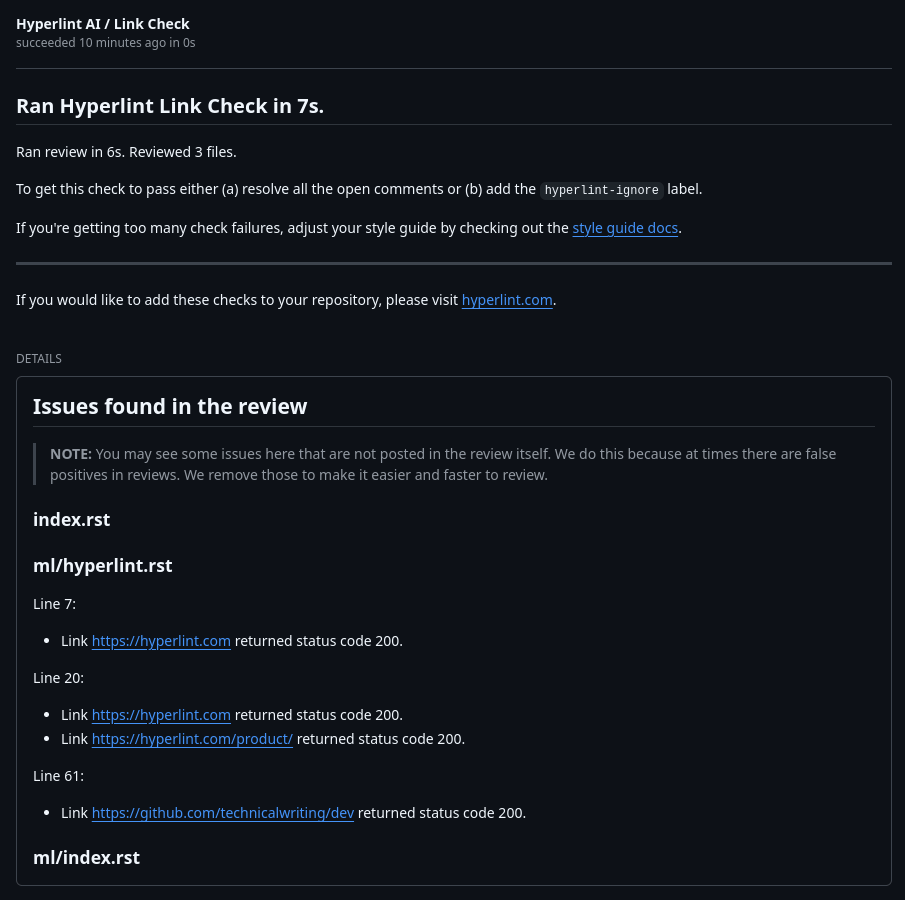 Hyperlint AI / Link Check
succeeded 10 minutes ago in 0s
Ran Hyperlint Link Check in 7s.
Ran review in 6s. Reviewed 3 files.
To get this check to pass either (a) resolve all the open comments or (b) add the hyperlint-ignore label.
If you're getting too many check failures, adjust your style guide by checking out the style guide docs.
If you would like to add these checks to your repository, please visit hyperlint.com.
DETAILS
Issues found in the review
NOTE: You may see some issues here that are not posted in the review itself. We do this because at times there are false
positives in reviews. We remove those to make it easier and faster to review.
index.rst
ml/hyperlint.rst
Line 7:
• Link https://hyperlint.com returned status code 200.
Line 20:
• Link https://hyperlint.com returned status code 200.
• Link https://hyperlint.com/product/ returned status code 200.
Line 61:
• Link https://github.com/technicalwriting/dev returned status code 200.
ml/index.rst